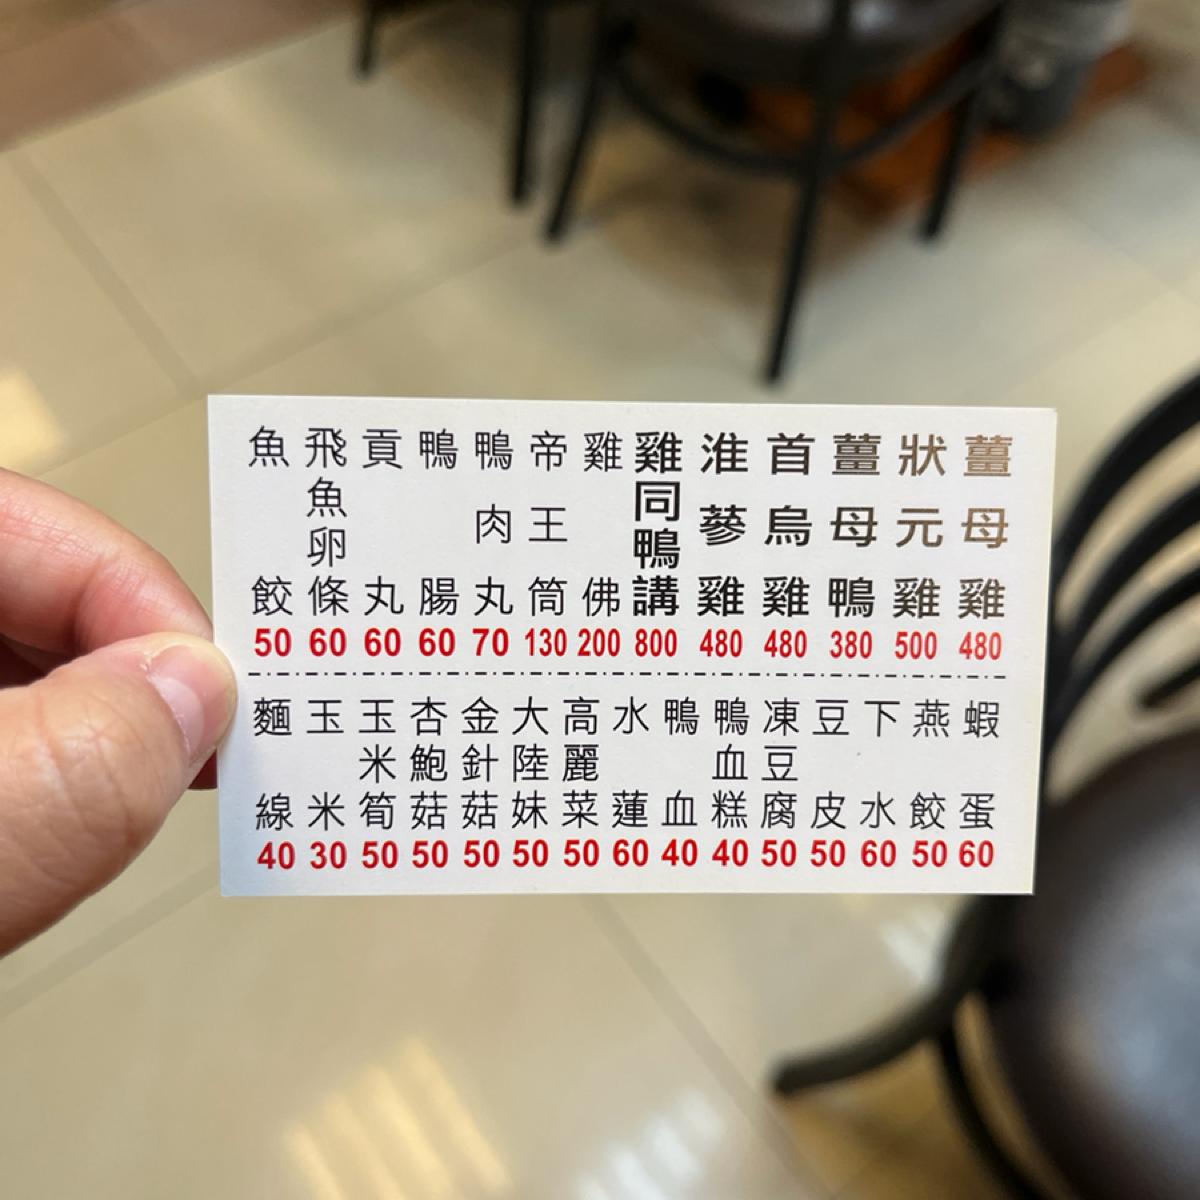 薑母雞 480
狀元雞 500
薑母鴨 380
首烏雞 480
淮蔘雞 480
雞同鴨講 800
雞佛 200
帝王筒 130
鴨肉丸 70
鴨腸 60
貢丸 60
飛魚卵條 60
魚餃 50
蝦蛋 60
燕餃 50
下水 60
豆皮 50
凍豆腐 50
鴨血糕 40
鴨血 40
水蓮 60
高麗菜 50
大陸妹 50
金針菇 50
杏鮑菇 50
玉米筍 50
玉米 30
麵線 40